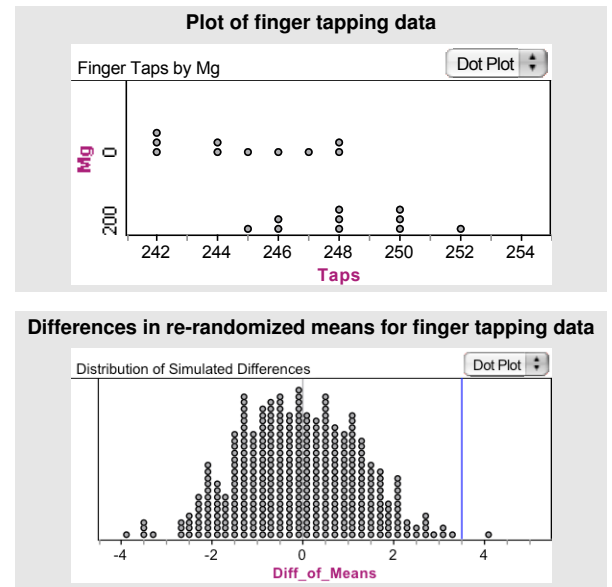 Plot of finger tapping data
Finger Taps by Mg
Dot Plot
Mg
0
200
242 244 246 248 250 252 254
Taps
Differences in re-randomized means for finger tapping data
Distribution of Simulated Differences
Dot Plot
-4 -2 0 2 4
Diff_of_Means